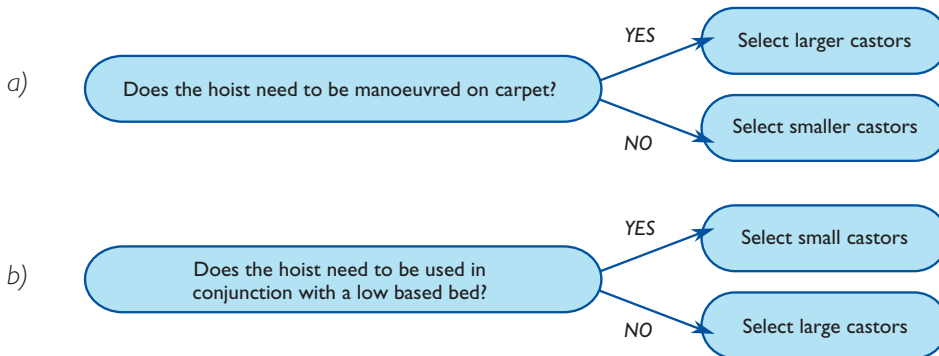 YES
Select larger castors
a)
Does the hoist need to be manoeuvred on carpet?
NO
Select smaller castors
YES
Select small castors
b)
Does the hoist need to be used in
conjunction with a low based bed?
NO
Select large castors